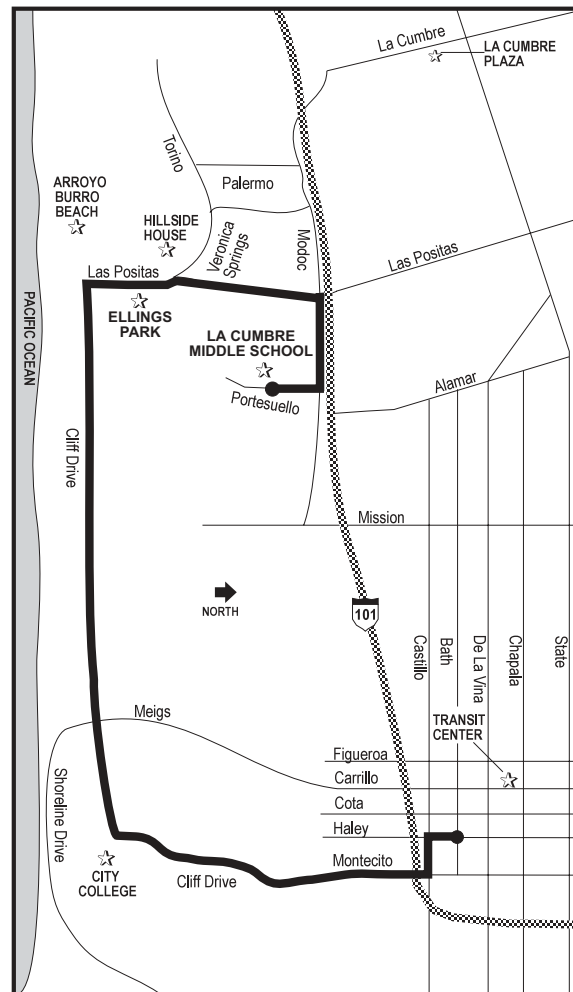 La Cumbre
LA CUMBRE
PLAZA
Torino
Palermo
ARROYO
BURRO
BEACH
HILLSIDE
HOUSE
Veronica
Springs
Modoc
Las Positas
Las Positas
ELLINGS
PARK
PACIFIC OCEAN
LA CUMBRE
MIDDLE SCHOOL
Portesuello
Alamar
Cliff Drive
Mission
NORTH
101
Castillo
Bath
De La Vina
Chapala
State
Meigs
TRANSIT
CENTER
Figueroa
Carrillo
Cota
Haley
Montecito
Shoreline Drive
CITY
COLLEGE
Cliff Drive